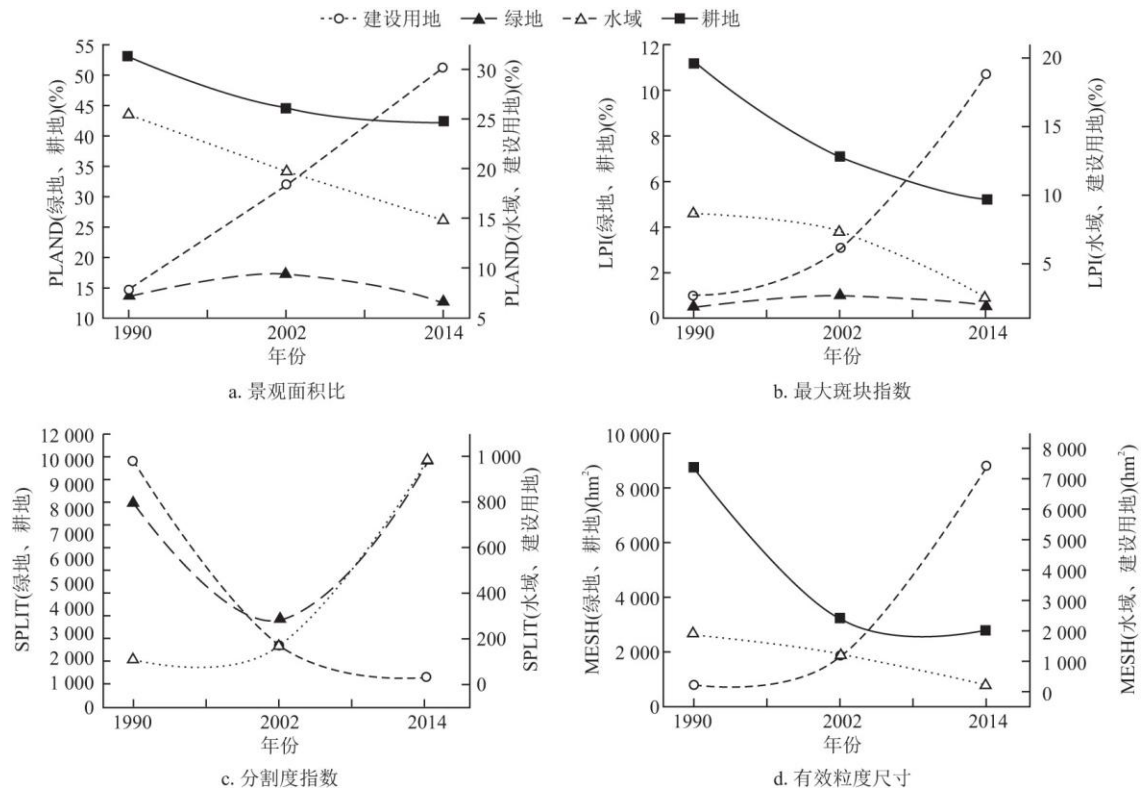 建设用地 绿地 水域 耕地
PLAND(绿地、耕地)(%)
55
50
45
40
35
30
25
20
15
10
30
25
20
15
10
5
PLAND(水域、建设用地)(%)
1990 2002 2014
年份
a. 景观面积比
LPI(绿地、耕地)(%)
12
10
8
6
4
2
0
20
15
10
5
LPI(水域、建设用地)(%)
1990 2002 2014
年份
b. 最大斑块指数
SPLIT(绿地、耕地)
12 000
10 000
9 000
8 000
7 000
6 000
5 000
4 000
3 000
2 000
1 000
0
1 000
800
600
400
200
0
SPLIT(水域、建设用地)
1990 2002 2014
年份
c. 分割度指数
MESH(绿地、耕地)(hm²)
10 000
8 000
6 000
4 000
2 000
0
8 000
7 000
6 000
5 000
4 000
3 000
2 000
1 000
0
MESH(水域、建设用地)(hm²)
1990 2002 2014
年份
d. 有效粒度尺寸